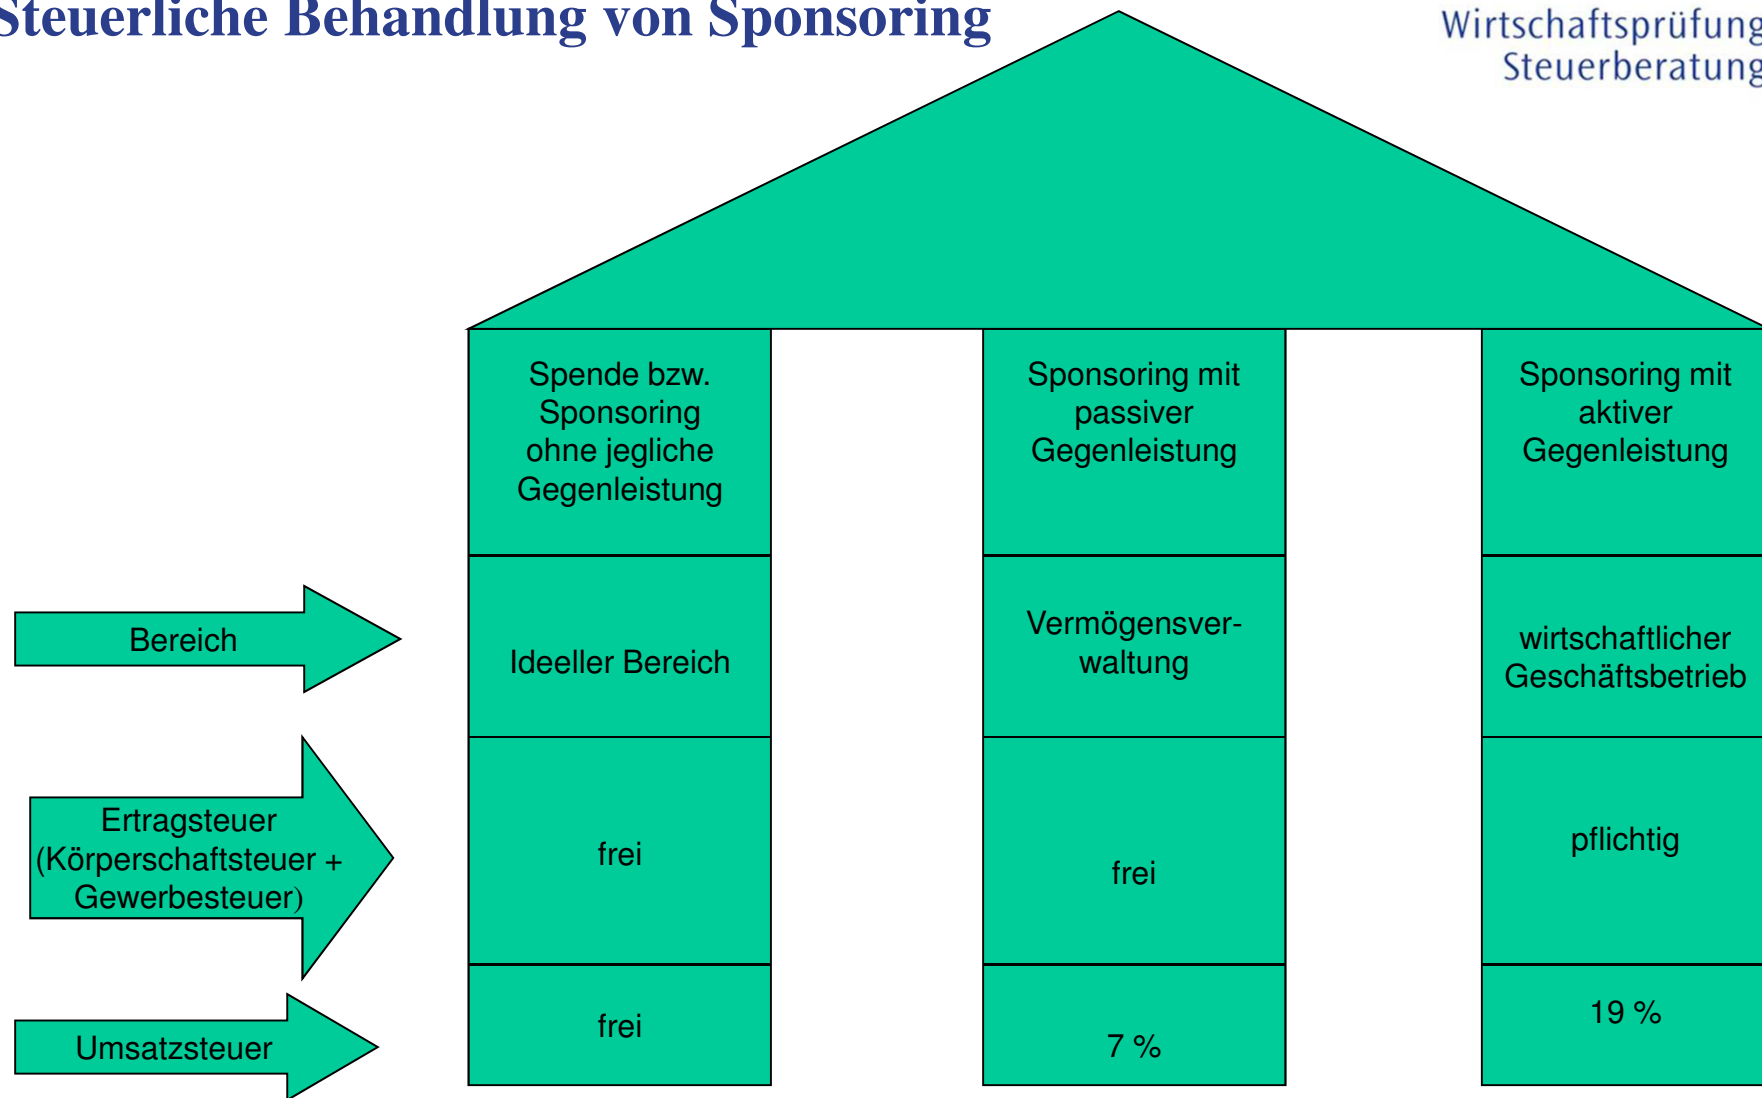 Steuerliche Behandlung von Sponsoring
Wirtschaftsprüfung
Steuerberatung
Spende bzw.
Sponsoring
ohne jegliche
Gegenleistung
Sponsoring mit
passiver
Gegenleistung
Sponsoring mit
aktiver
Gegenleistung
Bereich
Ideeller Bereich
Vermögensver-
waltung
wirtschaftlicher
Geschäftsbetrieb
Ertragsteuer
(Körperschaftsteuer +
Gewerbesteuer)
frei
frei
pflichtig
Umsatzsteuer
frei
7 %
19 %